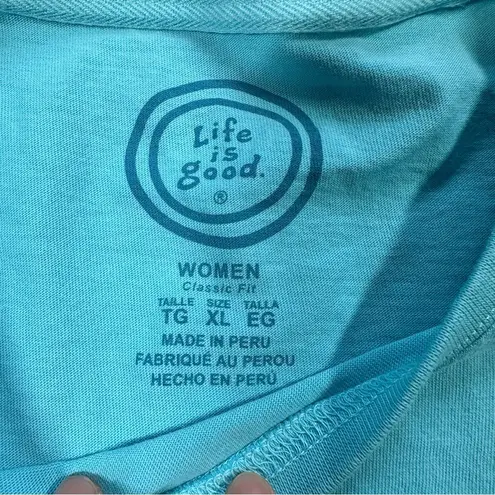 Life
is
good.
®
WOMEN
Classic Fit
TAILLE SIZE TALLA
TG XL EG
MADE IN PERU
FABRIQUÉ AU PEROU
HECHO EN PERÚ